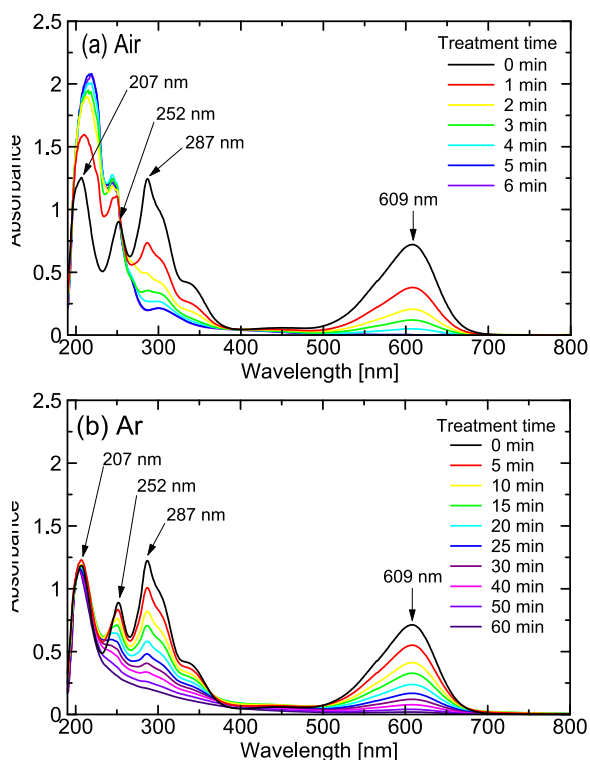 (a) Air
Treatment time
0 min
1 min
2 min
3 min
4 min
5 min
6 min
207 nm
252 nm
287 nm
609 nm
2.5
2
1.5
1
0.5
0
Absorbance
200 300 400 500 600 700 800
Wavelength [nm]
(b) Ar
Treatment time
0 min
5 min
10 min
15 min
20 min
25 min
30 min
40 min
50 min
60 min
207 nm
252 nm
287 nm
609 nm
2.5
2
1.5
1
0.5
0
Absorbance
200 300 400 500 600 700 800
Wavelength [nm]